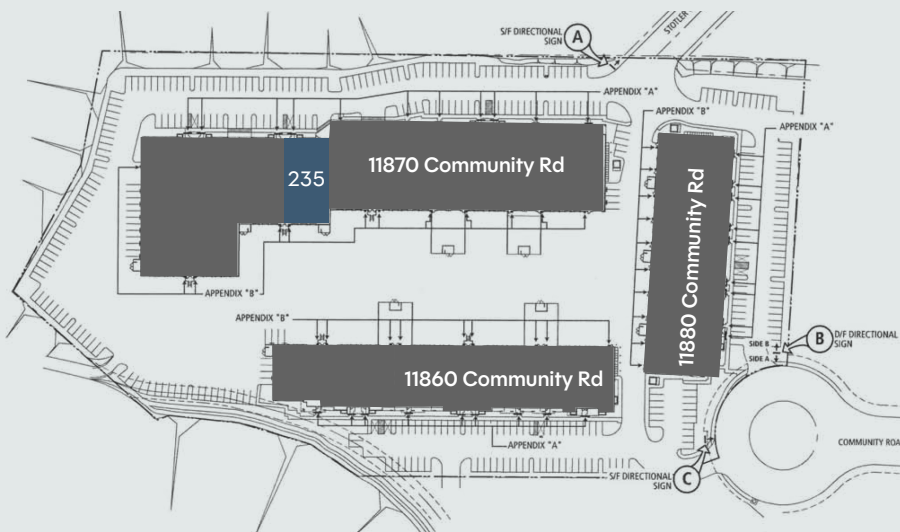 S/F DIRECTIONAL
SIGN
A
STOTLER
APPENDIX "A"
APPENDIX "B"
APPENDIX "A"
11870 Community Rd
235
11880 Community Rd
APPENDIX "B"
APPENDIX "B"
SIDE B
SIDE A
B
D/F DIRECTIONAL
SIGN
11860 Community Rd
APPENDIX "A"
COMMUNITY ROA
S/F DIRECTIONAL
SIGN
C